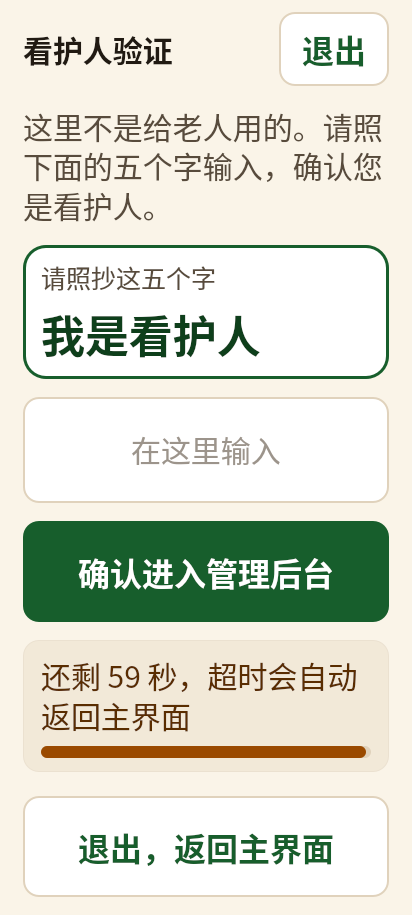 看护人验证
退出
这里不是给老人用的。请照
下面的五个字输入，确认您
是看护人。
请照抄这五个字
我是看护人
在这里输入
确认进入管理后台
还剩 59 秒，超时会自动
返回主界面
退出，返回主界面